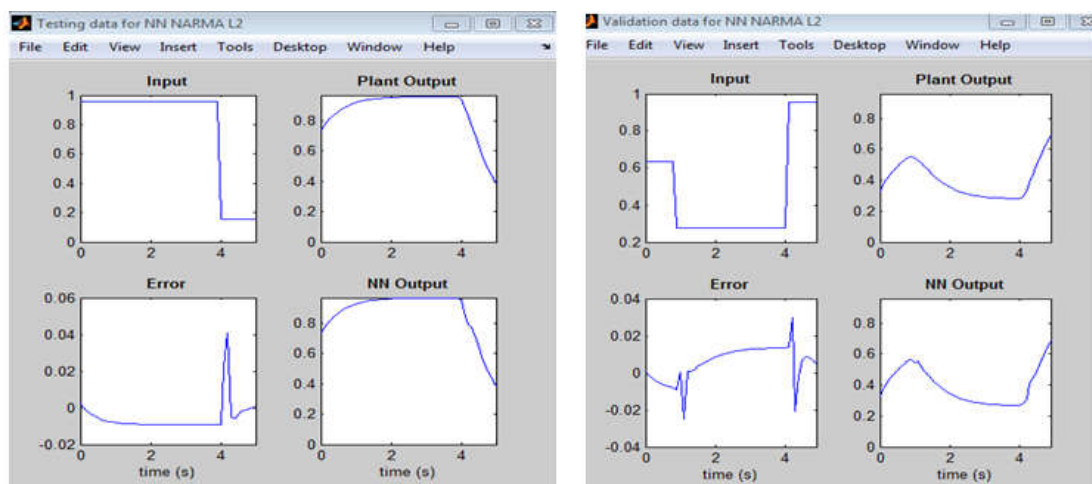 Testing data for NN NARMA L2
File Edit View Insert Tools Desktop Window Help
Input
1
0.8
0.6
0.4
0.2
0
0 2 4
Plant Output
0.8
0.6
0.4
0.2
0
0 2 4
Error
0.06
0.04
0.02
0
-0.02
0 2 4
time (s)
NN Output
0.8
0.6
0.4
0.2
0
0 2 4
time (s)
Validation data for NN NARMA L2
File Edit View Insert Tools Desktop Window Help
Input
1
0.8
0.6
0.4
0.2
0 2 4
Plant Output
0.8
0.6
0.4
0.2
0
0 2 4
Error
0.04
0.02
0
-0.02
-0.04
0 2 4
time (s)
NN Output
0.8
0.6
0.4
0.2
0
0 2 4
time (s)